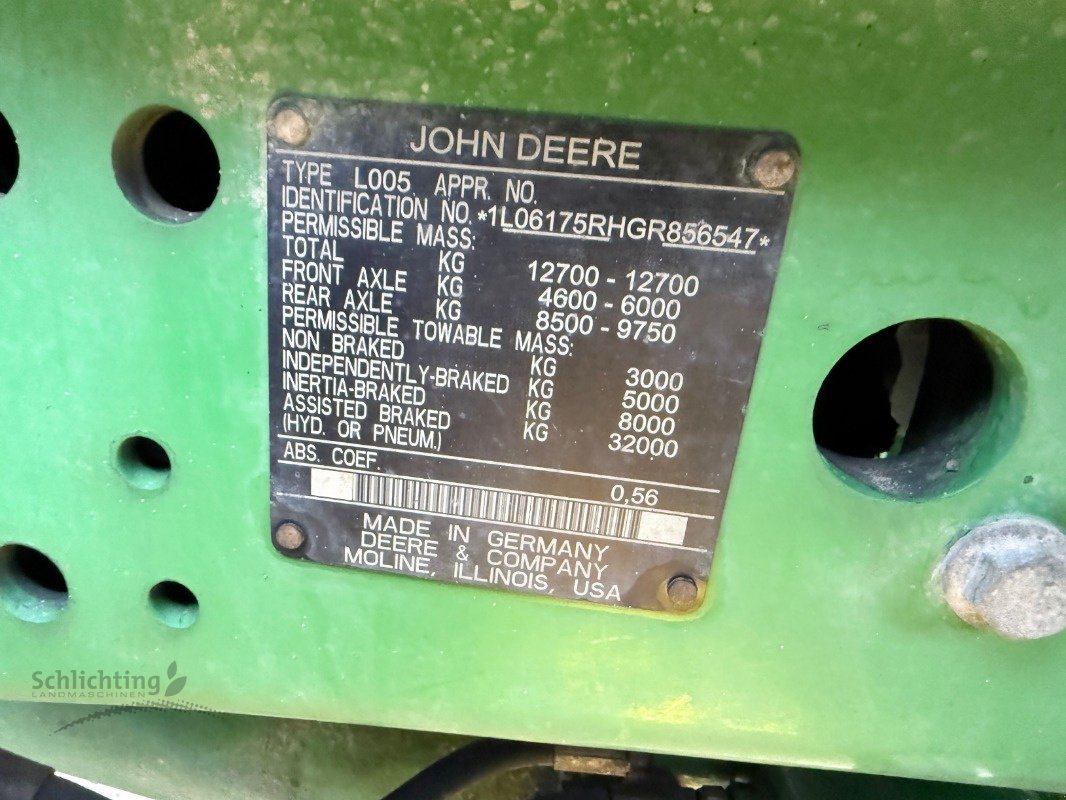 JOHN DEERE
TYPE L005 APPR. NO.
IDENTIFICATION NO. *1L06175RHGR856547*
PERMISSIBLE MASS:
TOTAL KG 12700 - 12700
FRONT AXLE KG 4600 - 6000
REAR AXLE KG 8500 - 9750
PERMISSIBLE TOWABLE MASS:
NON BRAKED KG 3000
INDEPENDENTLY-BRAKED KG 5000
INERTIA-BRAKED KG 8000
ASSISTED BRAKED KG 32000
(HYD. OR PNEUM.)
ABS. COEF. 0,56
MADE IN GERMANY
DEERE & COMPANY
MOLINE, ILLINOIS, USA
Schlichting
LANDMASCHINEN